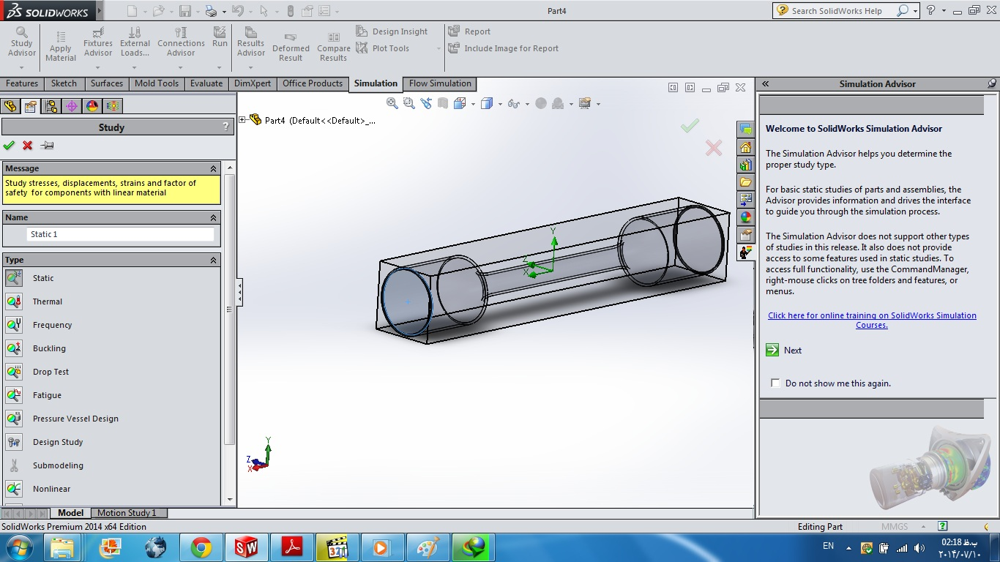 SOLIDWORKS
Part4
Search SolidWorks Help
Study
Advisor
Apply
Material
Fixtures
Advisor
External
Loads...
Connections
Advisor
Run
Results
Advisor
Deformed
Result
Compare
Results
Design Insight
Plot Tools
Report
Include Image for Report
Features
Sketch
Surfaces
Mold Tools
Evaluate
DimXpert
Office Products
Simulation
Flow Simulation
Study
?
Message
Study stresses, displacements, strains and factor of
safety for components with linear material
Name
Static 1
Type
Static
Thermal
Frequency
Buckling
Drop Test
Fatigue
Pressure Vessel Design
Design Study
Submodeling
Nonlinear
Part4 (Default<<Default>_...
Y
Z
X
Y
Z
X
Simulation Advisor
Welcome to SolidWorks Simulation Advisor
The Simulation Advisor helps you determine the
proper study type.
For basic static studies of parts and assemblies, the
Advisor provides information and drives the interface
to guide you through the simulation process.
The Simulation Advisor does not support other types
of studies in this release. It also does not provide
access to some features used in static studies. To
access full functionality, use the CommandManager,
right-mouse clicks on tree folders and features, or
menus.
Click here for online training on SolidWorks Simulation
Courses.
Next
Do not show me this again.
Model
Motion Study 1
SolidWorks Premium 2014 x64 Edition
Editing Part
MMGS
SW
321
EN
02:18 ب.ظ
۲۰۱۴/۰۷/۱۰